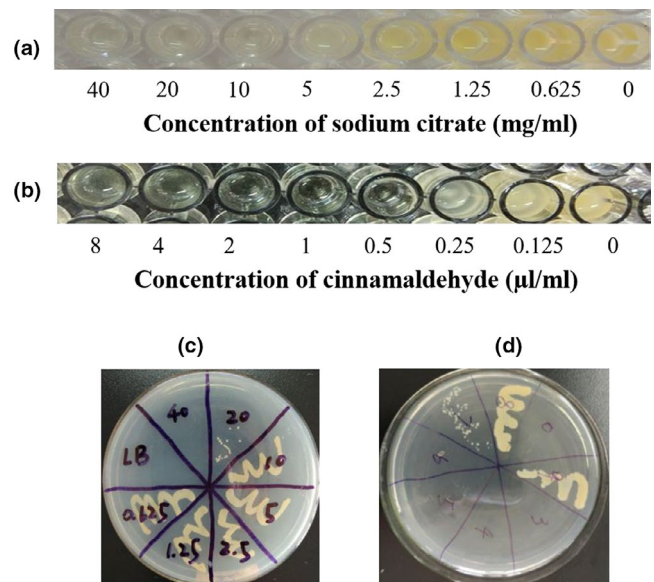 (a)
40 20 10 5 2.5 1.25 0.625 0
Concentration of sodium citrate (mg/ml)
(b)
8 4 2 1 0.5 0.25 0.125 0
Concentration of cinnamaldehyde (μl/ml)
(c) (d)
40 20
LB 10
0.625 5
1.25 2.5